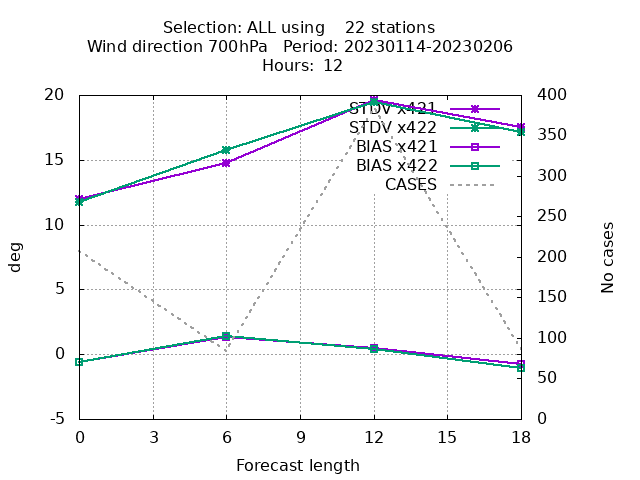 Selection: ALL using    22 stations
Wind direction 700hPa   Period: 20230114-20230206
Hours:  12
20
15
10
5
0
-5
deg
STDV x421
STDV x422
BIAS x421
BIAS x422
CASES
400
350
300
250
200
150
100
50
0
No cases
0 3 6 9 12 15 18
Forecast length